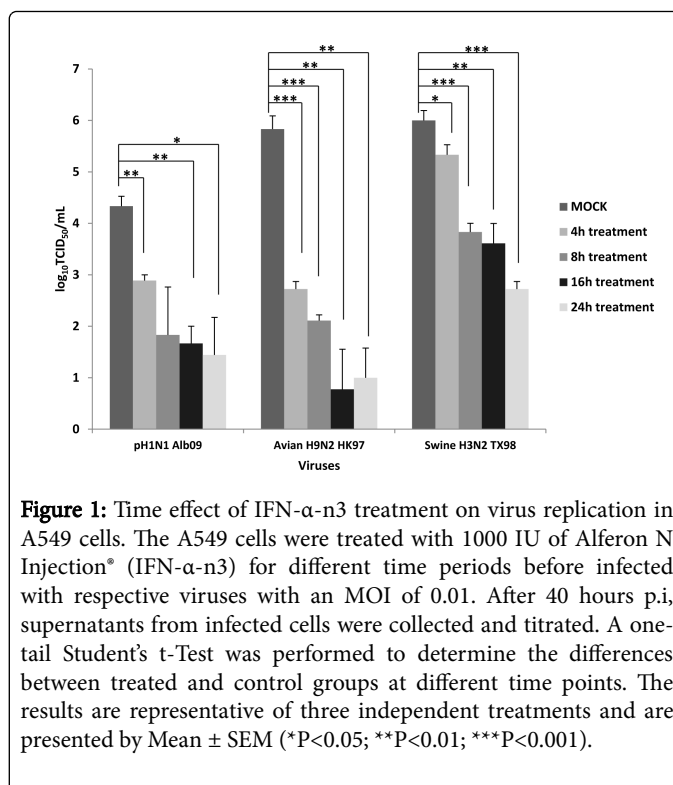 ** 
** 
*** 
*** 
*** 
** 
*** 
* 
* 
** 
** 
7
6
5
4
3
2
1
0
log₁₀TCID₅₀/mL
MOCK
4h treatment
8h treatment
16h treatment
24h treatment
pH1N1 Alb09 Avian H9N2 HK97 Swine H3N2 TX98
Viruses
Figure 1: Time effect of IFN-α-n3 treatment on virus replication in
A549 cells. The A549 cells were treated with 1000 IU of Alferon N
Injection® (IFN-α-n3) for different time periods before infected
with respective viruses with an MOI of 0.01. After 40 hours p.i,
supernatants from infected cells were collected and titrated. A one-
tail Student's t-Test was performed to determine the differences
between treated and control groups at different time points. The
results are representative of three independent treatments and are
presented by Mean ± SEM (*P<0.05; **P<0.01; ***P<0.001).